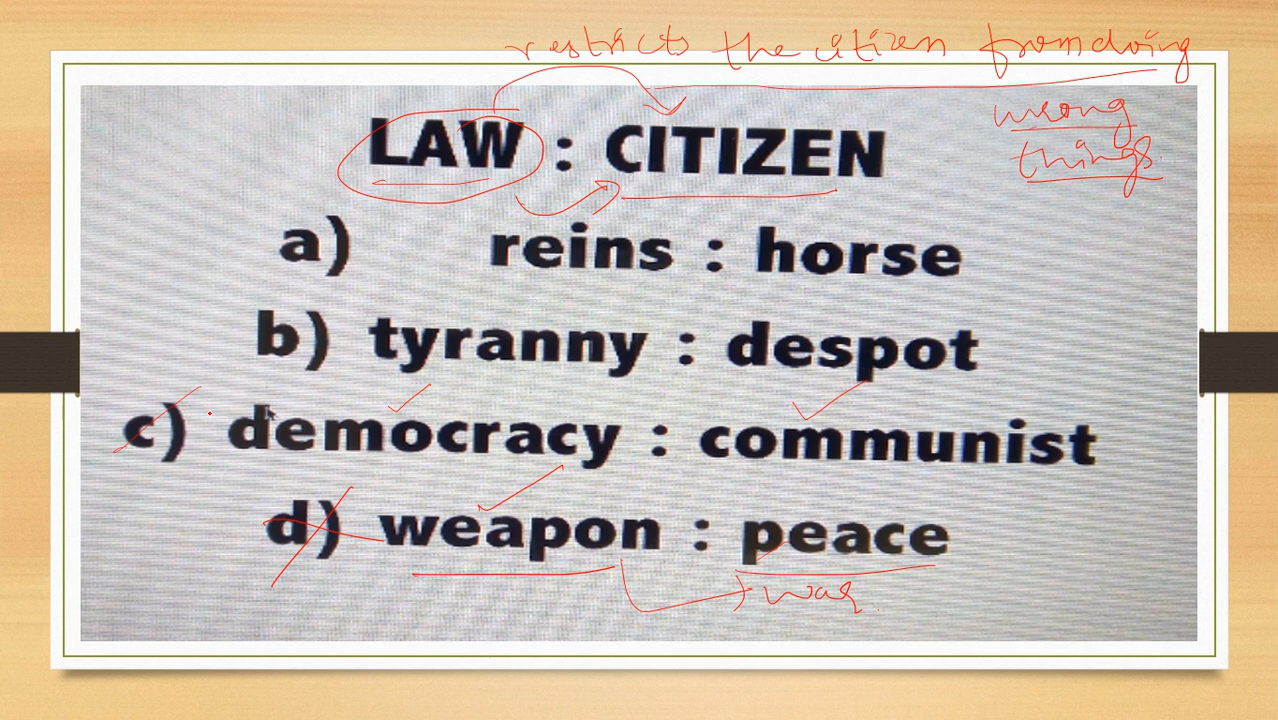 restricts the citizen from doing
wrong
things
LAW : CITIZEN
a) reins : horse
b) tyranny : despot
c) democracy : communist
d) weapon : peace
war